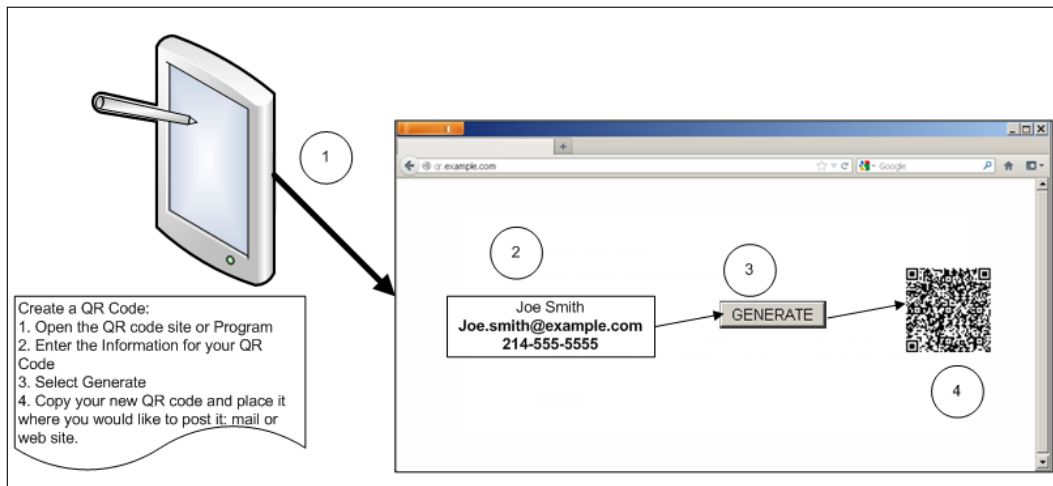 1
+
qr.example.com
Google
2
3
Joe Smith
Joe.smith@example.com
214-555-5555
GENERATE
4
Create a QR Code:
1. Open the QR code site or Program
2. Enter the Information for your QR
Code
3. Select Generate
4. Copy your new QR code and place it
where you would like to post it: mail or
web site.